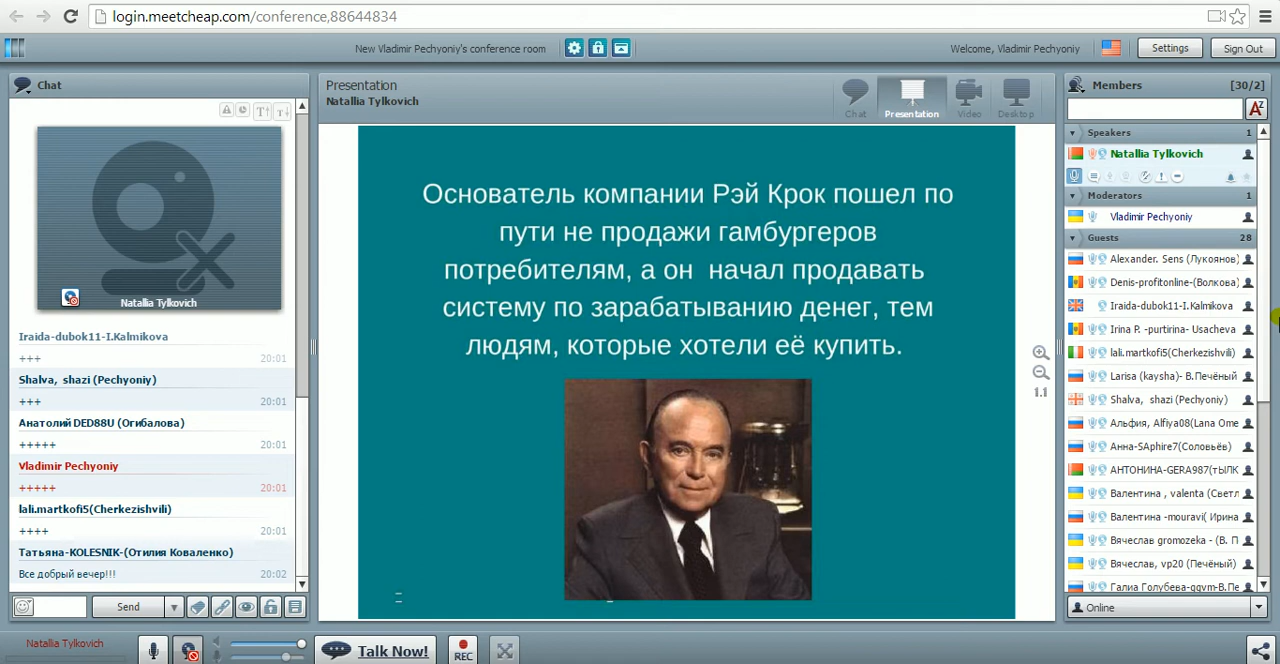 login.meetcheap.com/conference,88644834
New Vladimir Pechyoniy's conference room
Welcome, Vladimir Pechyoniy
Settings
Sign Out
Chat
Natallia Tylkovich
Iraida-dubok11-I.Kalmikova
+++ 20:01
Shalva, shazi (Pechyoniy)
+++ 20:01
Анатолий DED88U (Огибалова)
+++++ 20:01
Vladimir Pechyoniy
+++++ 20:01
lali.martkofi5(Cherkezishvili)
++++ 20:01
Татьяна-KOLESNIK-(Отилия Коваленко)
Все добрый вечер!!! 20:02
Send
Presentation
Natallia Tylkovich
Chat
Presentation
Video
Desktop
Основатель компании Рэй Крок пошел по
пути не продажи гамбургеров
потребителям, а он начал продавать
систему по зарабатыванию денег, тем
людям, которые хотели её купить.
1.1
Members [30/2]
Speakers 1
Natallia Tylkovich
Moderators 1
Vladimir Pechyoniy
Guests 28
Alexander. Sens (Лукоянов)
Denis-profitonline-(Волкова)
Iraida-dubok11-I.Kalmikova
Irina P. -purtirina- Usacheva
lali.martkofi5(Cherkezishvili)
Larisa (kaysha)- В.Печёный
Shalva, shazi (Pechyoniy)
Альфия, Alfiya08(Lana Ome
Анна-SAphire7(Соловьёв)
АНТОНИНА-GERA987(тЫЛК
Валентина , valenta (Светл
Валентина -mouravi( Ирина
Вячеслав gromozeka - (В. П
Вячеслав, vp20 (Печёный)
Галиа Голубева-ggvm-В.Пе
Online
Natallia Tylkovich
Talk Now!
REC